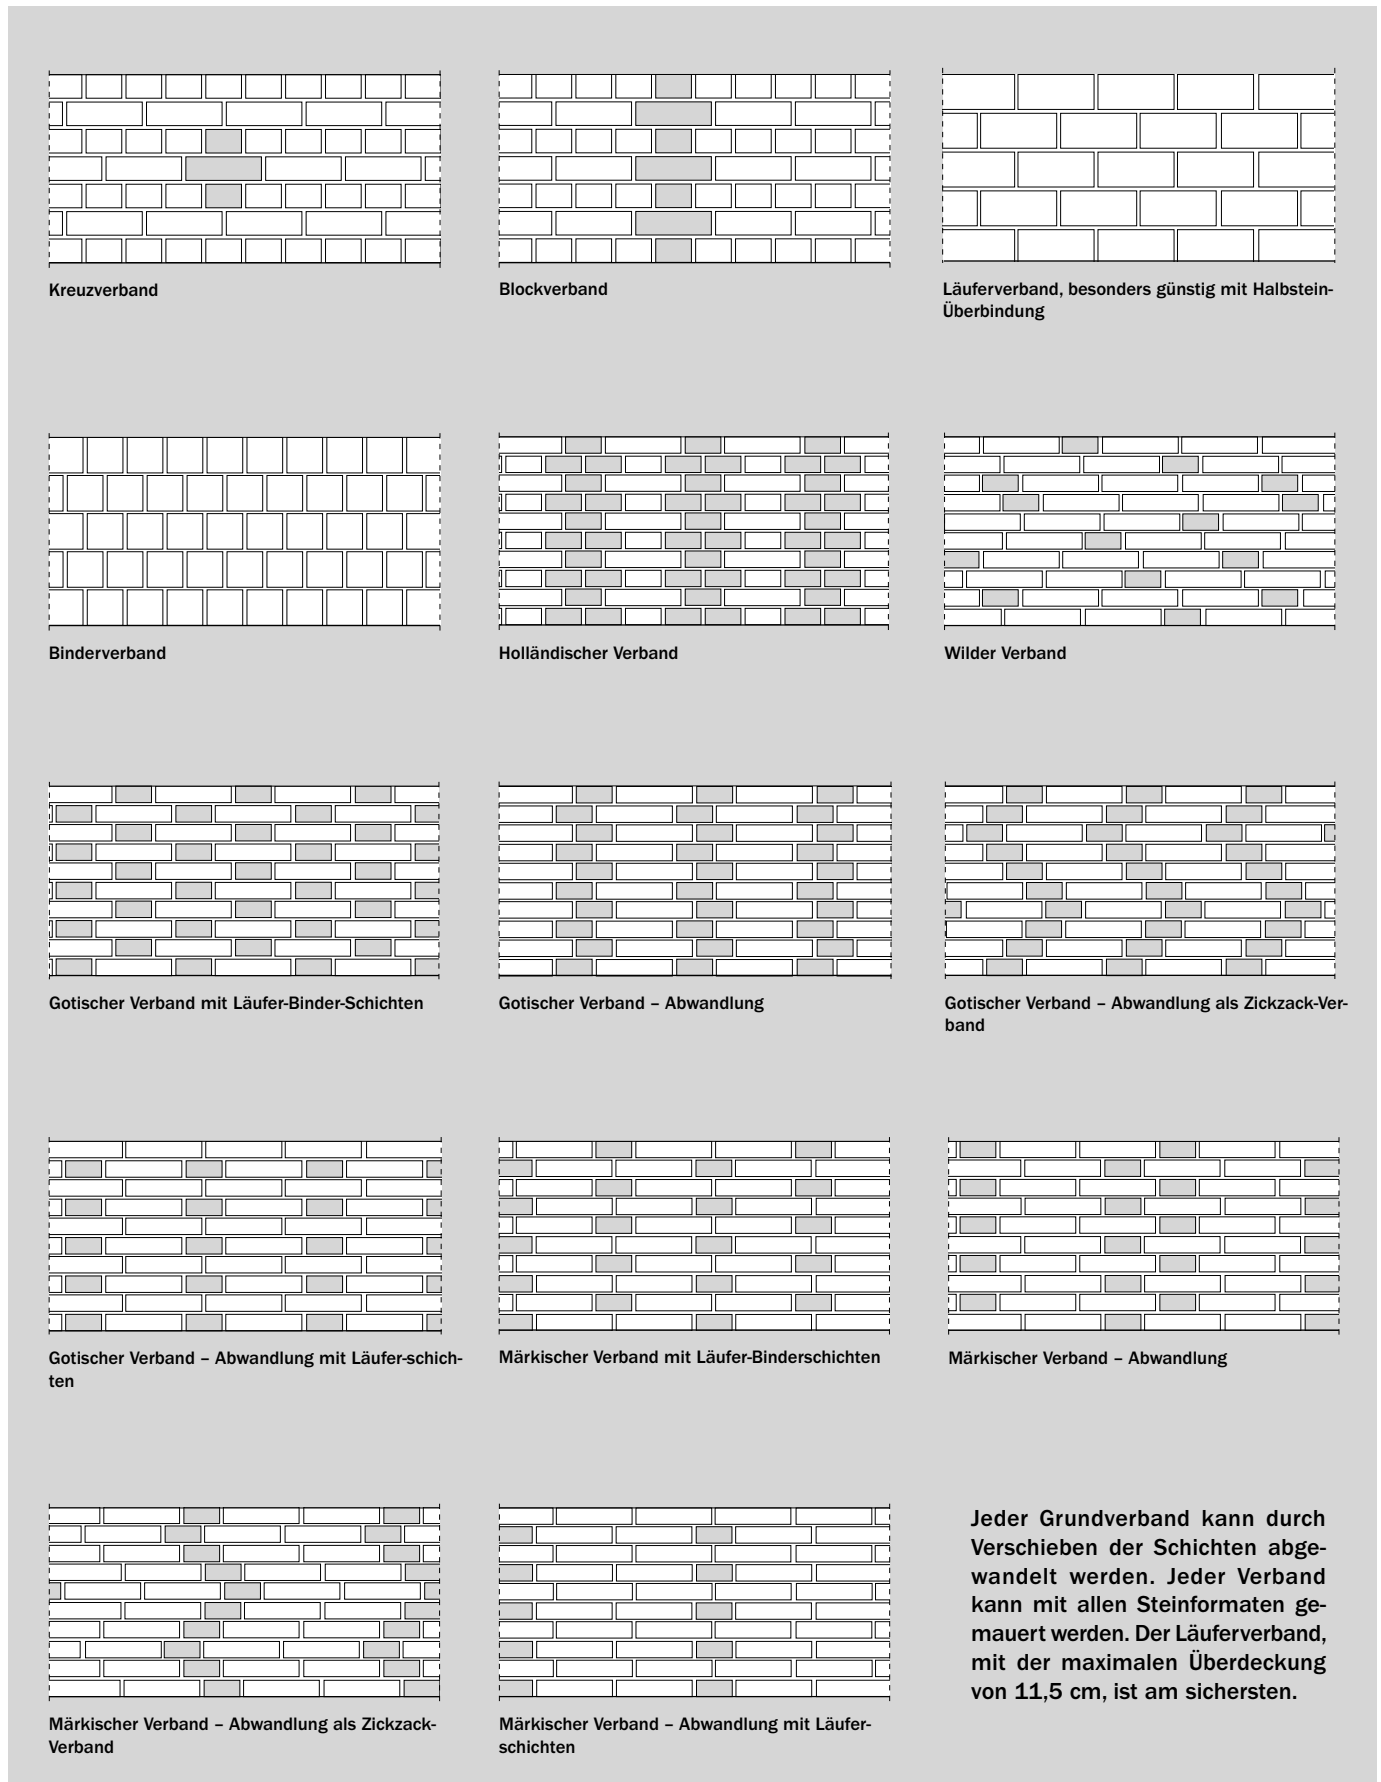 Kreuzverband
Blockverband
Läuferverband, besonders günstig mit Halbstein-
Überbindung
Binderverband
Holländischer Verband
Wilder Verband
Gotischer Verband mit Läufer-Binder-Schichten
Gotischer Verband – Abwandlung
Gotischer Verband – Abwandlung als Zickzack-Ver-
band
Gotischer Verband – Abwandlung mit Läufer-schich-
ten
Märkischer Verband mit Läufer-Binderschichten
Märkischer Verband – Abwandlung
Märkischer Verband – Abwandlung als Zickzack-
Verband
Märkischer Verband – Abwandlung mit Läufer-
schichten
Jeder Grundverband kann durch
Verschieben der Schichten abge-
wandelt werden. Jeder Verband
kann mit allen Steinformaten ge-
mauert werden. Der Läuferverband,
mit der maximalen Überdeckung
von 11,5 cm, ist am sichersten.